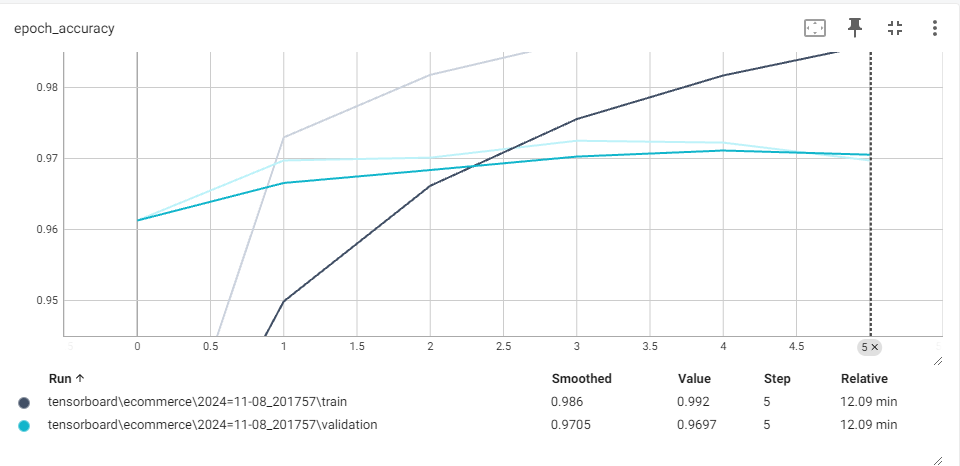 epoch_accuracy
0.98
0.97
0.96
0.95
0 0.5 1 1.5 2 2.5 3 3.5 4 4.5 5 ×
Run ↑ Smoothed Value Step Relative
tensorboard\ecommerce\2024=11-08_201757\train 0.986 0.992 5 12.09 min
tensorboard\ecommerce\2024=11-08_201757\validation 0.9705 0.9697 5 12.09 min